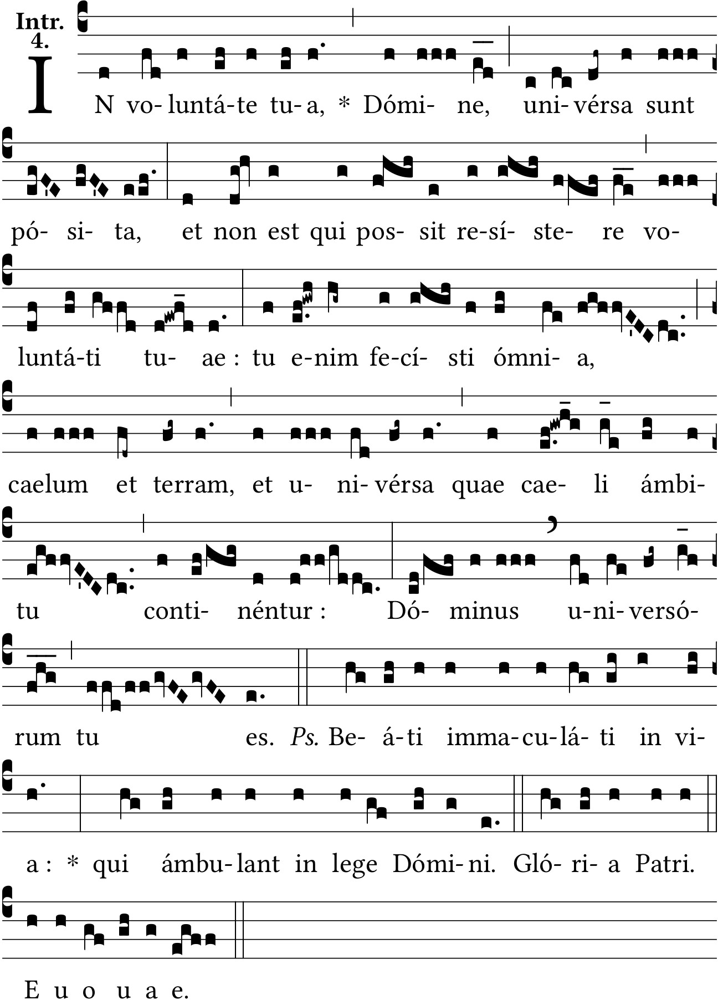 Intr.
4.
IN vo- luntá-te tu- a, * Dómi- ne, uni- vérsa sunt
pó- si- ta, et non est qui pos- sit re-sí- ste- re vo-
luntá-ti tu- ae : tu e-nim fe-cí- sti ómni- a,
caelum et terram, et u- ni- vérsa quae cae- li ámbi-
tu conti- néntur : Dó- minus u-ni- versó-
rum tu es. Ps. Be- á-ti imma-cu-lá- ti in vi-
a : * qui ámbu-lant in lege Dómi- ni. Gló- ri- a Patri.
E u o u a e.